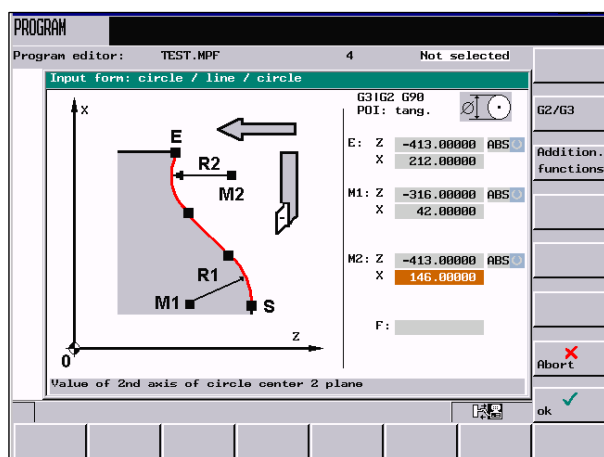 PROGRAM
Program editor: TEST.MPF 4 Not selected
Input form: circle / line / circle
X
E
R2
M2
R1
M1
S
Z
0
G3|G2 G90
POI: tang.
E: Z -413.00000 ABS
X 212.00000
M1: Z -316.00000 ABS
X 42.00000
M2: Z -413.00000 ABS
X 146.00000
F:
Value of 2nd axis of circle center 2 plane
G2/G3
Addition.
functions
Abort
ok